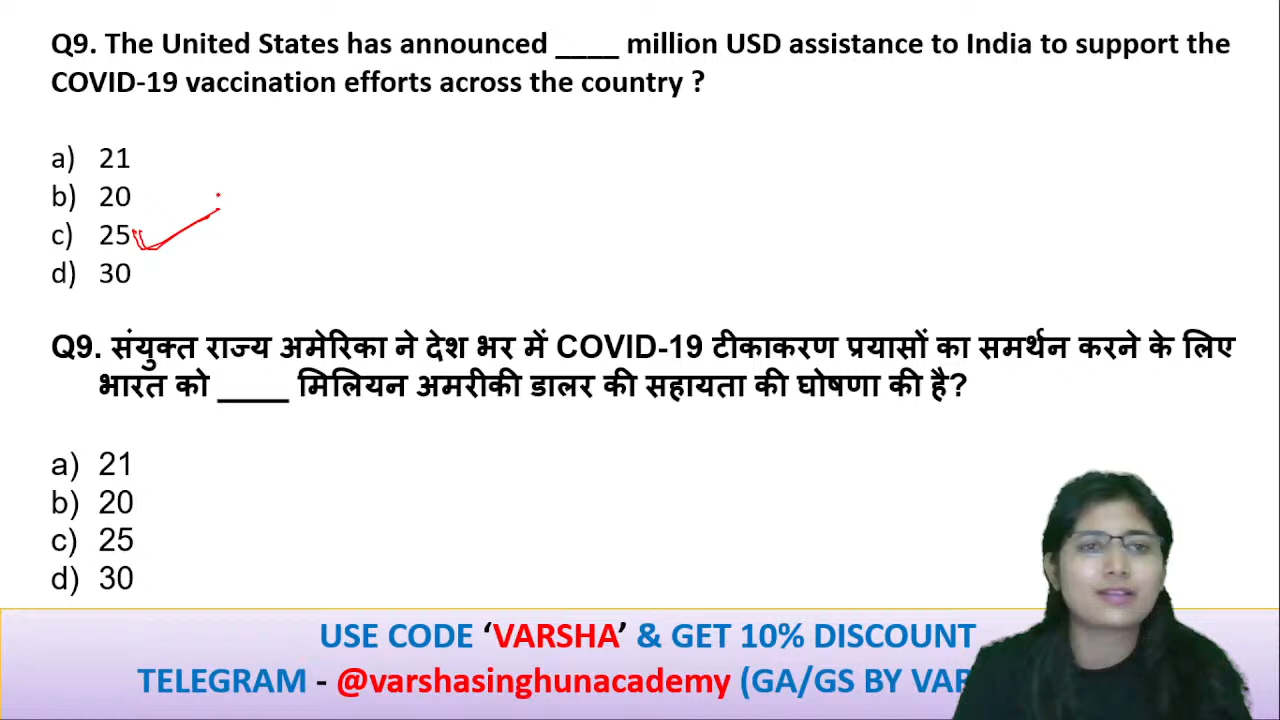 Q9. The United States has announced ____ million USD assistance to India to support the
COVID-19 vaccination efforts across the country ?
a) 21
b) 20
c) 25
d) 30
Q9. संयुक्त राज्य अमेरिका ने देश भर में COVID-19 टीकाकरण प्रयासों का समर्थन करने के लिए
भारत को ____ मिलियन अमरीकी डालर की सहायता की घोषणा की है?
a) 21
b) 20
c) 25
d) 30
USE CODE ‘VARSHA’ & GET 10% DISCOUNT
TELEGRAM - @varshasinghunacademy (GA/GS BY